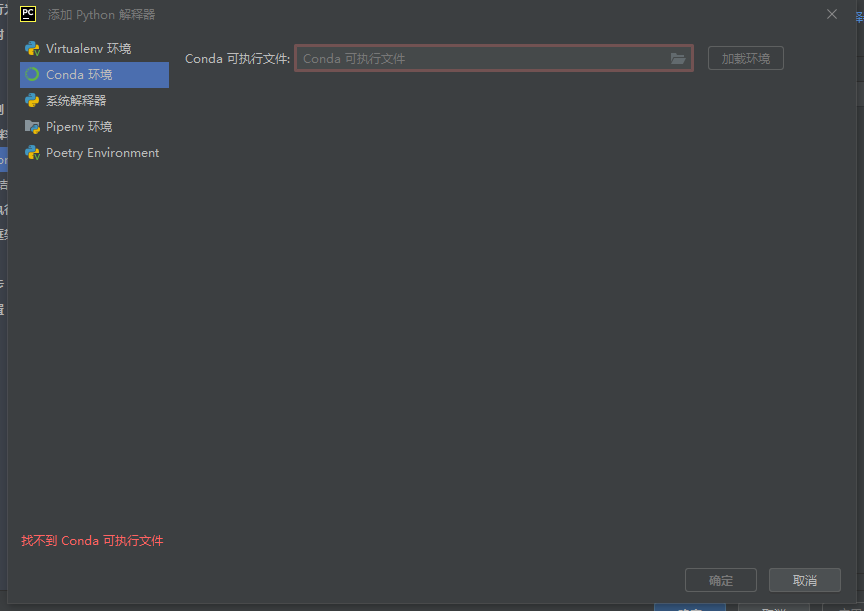 PC 添加 Python 解释器
Virtualenv 环境
Conda 可执行文件: Conda 可执行文件 加载环境
Conda 环境
系统解释器
Pipenv 环境
Poetry Environment
找不到 Conda 可执行文件
确定 取消